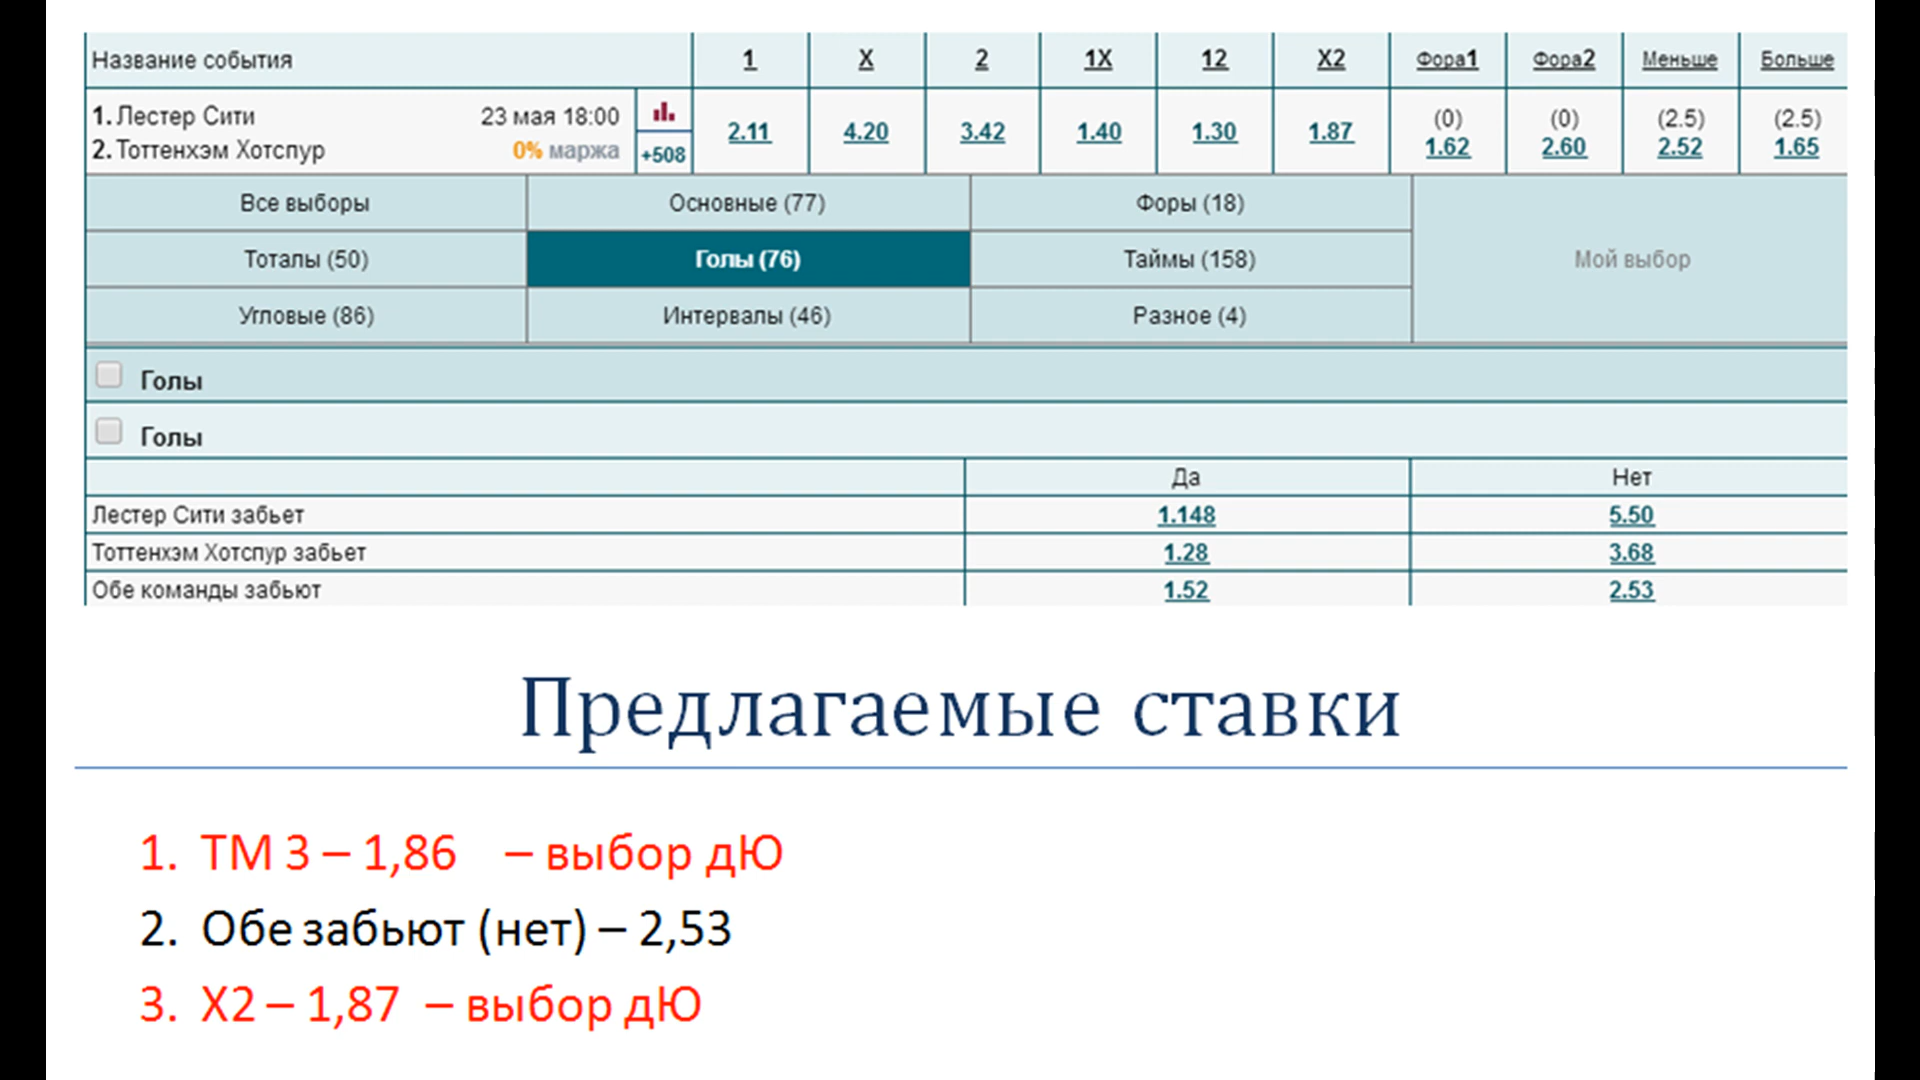 Название события 1 X 2 1X 12 X2 Фора1 Фора2 Меньше Больше
1. Лестер Сити 23 мая 18:00 2.11 4.20 3.42 1.40 1.30 1.87 (0) (0) (2.5) (2.5)
2. Тоттенхэм Хотспур 0% маржа +508 1.62 2.60 2.52 1.65
Все выборы Основные (77) Форы (18)
Тоталы (50) Голы (76) Таймы (158) Мой выбор
Угловые (86) Интервалы (46) Разное (4)
Голы
Голы
Да Нет
Лестер Сити забьет 1.148 5.50
Тоттенхэм Хотспур забьет 1.28 3.68
Обе команды забьют 1.52 2.53
Предлагаемые ставки
1. ТМ 3 – 1,86 – выбор дЮ
2. Обе забьют (нет) – 2,53
3. Х2 – 1,87 – выбор дЮ